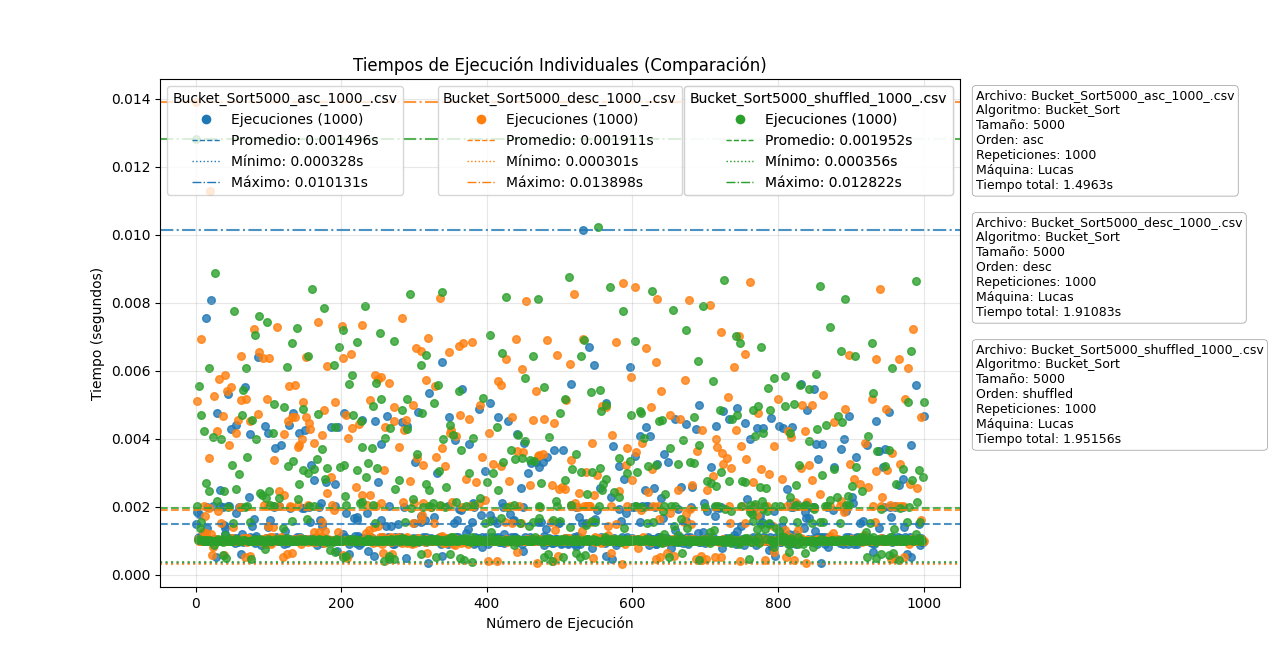 Tiempos de Ejecución Individuales (Comparación)
Bucket_Sort5000_asc_1000_.csv
Ejecuciones (1000)
Promedio: 0.001496s
Mínimo: 0.000328s
Máximo: 0.010131s
Bucket_Sort5000_desc_1000_.csv
Ejecuciones (1000)
Promedio: 0.001911s
Mínimo: 0.000301s
Máximo: 0.013898s
Bucket_Sort5000_shuffled_1000_.csv
Ejecuciones (1000)
Promedio: 0.001952s
Mínimo: 0.000356s
Máximo: 0.012822s
Tiempo (segundos)
0.014
0.012
0.010
0.008
0.006
0.004
0.002
0.000
0
200
400
600
800
1000
Número de Ejecución
Archivo: Bucket_Sort5000_asc_1000_.csv
Algoritmo: Bucket_Sort
Tamaño: 5000
Orden: asc
Repeticiones: 1000
Máquina: Lucas
Tiempo total: 1.4963s
Archivo: Bucket_Sort5000_desc_1000_.csv
Algoritmo: Bucket_Sort
Tamaño: 5000
Orden: desc
Repeticiones: 1000
Máquina: Lucas
Tiempo total: 1.91083s
Archivo: Bucket_Sort5000_shuffled_1000_.csv
Algoritmo: Bucket_Sort
Tamaño: 5000
Orden: shuffled
Repeticiones: 1000
Máquina: Lucas
Tiempo total: 1.95156s